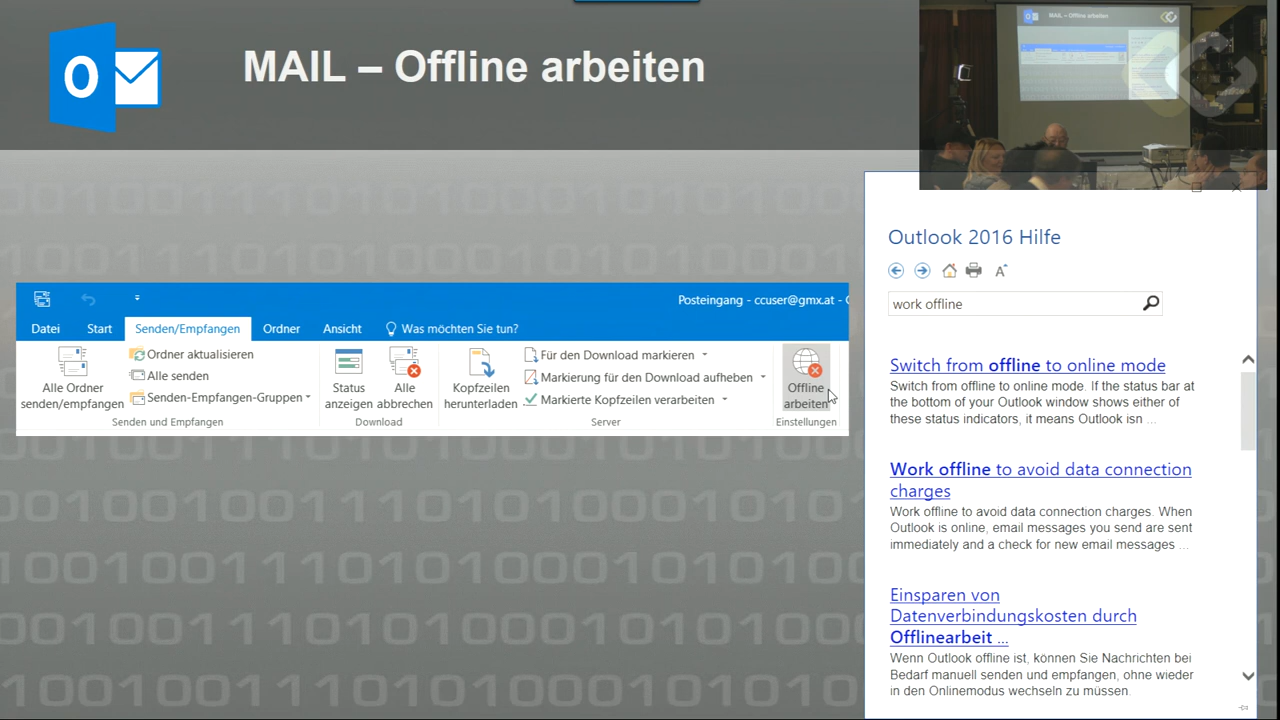 MAIL – Offline arbeiten
MAIL – Offline arbeiten
Outlook 2016 Hilfe
work offline
Posteingang - ccuser@gmx.at -
Datei Start Senden/Empfangen Ordner Ansicht Was möchten Sie tun?
Alle Ordner
senden/empfangen
Ordner aktualisieren
Alle senden
Senden-Empfangen-Gruppen
Senden und Empfangen
Status
anzeigen
Alle
abbrechen
Download
Kopfzeilen
herunterladen
Für den Download markieren
Markierung für den Download aufheben
Markierte Kopfzeilen verarbeiten
Server
Offline
arbeiten
Einstellungen
Switch from offline to online mode
Switch from offline to online mode. If the status bar at
the bottom of your Outlook window shows either of
these status indicators, it means Outlook isn ...
Work offline to avoid data connection
charges
Work offline to avoid data connection charges. When
Outlook is online, email messages you send are sent
immediately and a check for new email messages ...
Einsparen von
Datenverbindungskosten durch
Offlinearbeit ...
Wenn Outlook offline ist, können Sie Nachrichten bei
Bedarf manuell senden und empfangen, ohne wieder
in den Onlinemodus wechseln zu müssen.